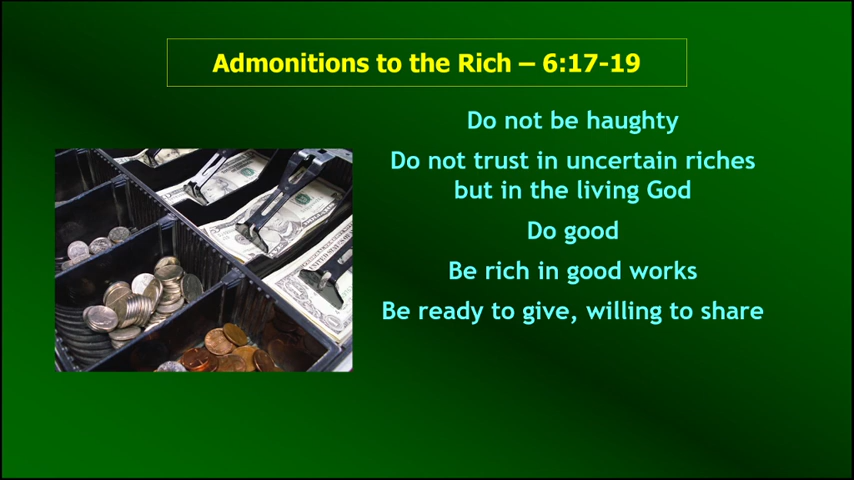 Admonitions to the Rich – 6:17-19
Do not be haughty
Do not trust in uncertain riches
but in the living God
Do good
Be rich in good works
Be ready to give, willing to share